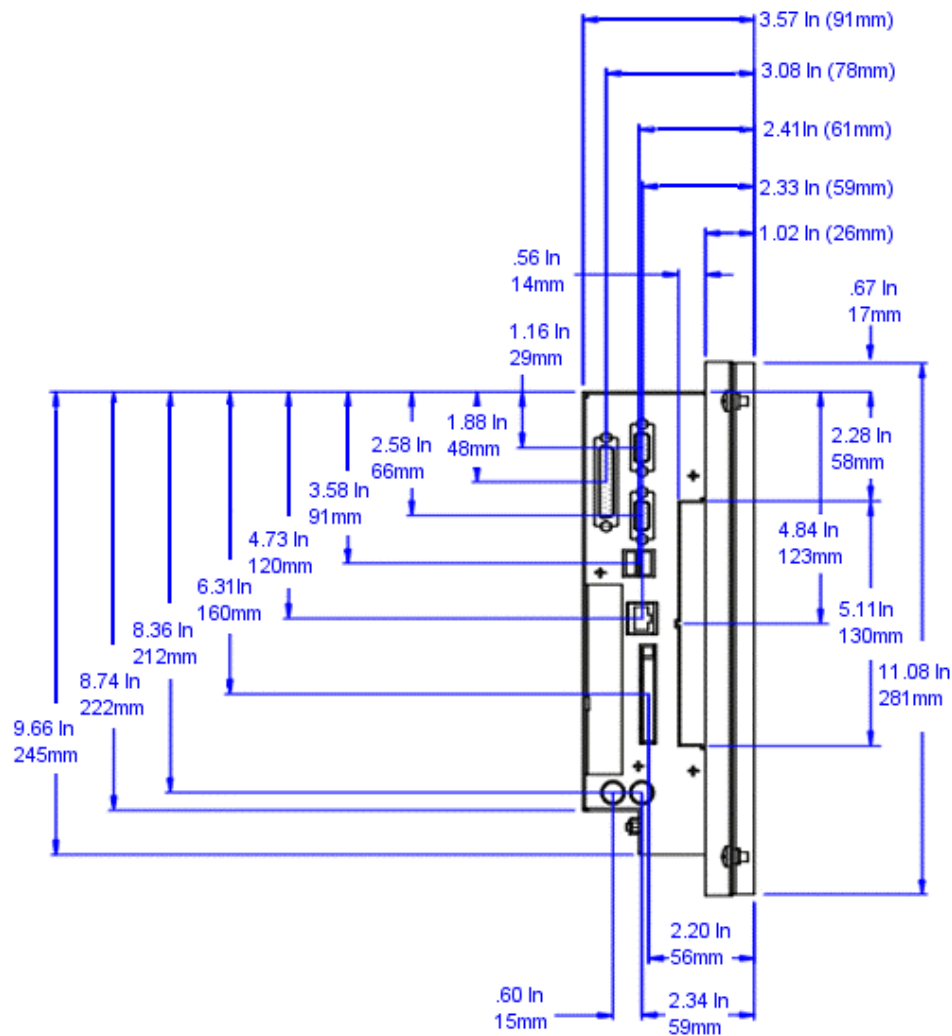 3.57 In (91mm)
3.08 In (78mm)
2.41In (61mm)
2.33 In (59mm)
1.02 In (26mm)
.56 In
14mm
.67 In
17mm
1.16 In
29mm
1.88 In
48mm
2.58 In
66mm
3.58 In
91mm
4.73 In
120mm
6.31In
160mm
8.36 In
212mm
8.74 In
222mm
9.66 In
245mm
2.28 In
58mm
4.84 In
123mm
5.11In
130mm
11.08 In
281mm
2.20 In
56mm
.60 In
15mm
2.34 In
59mm